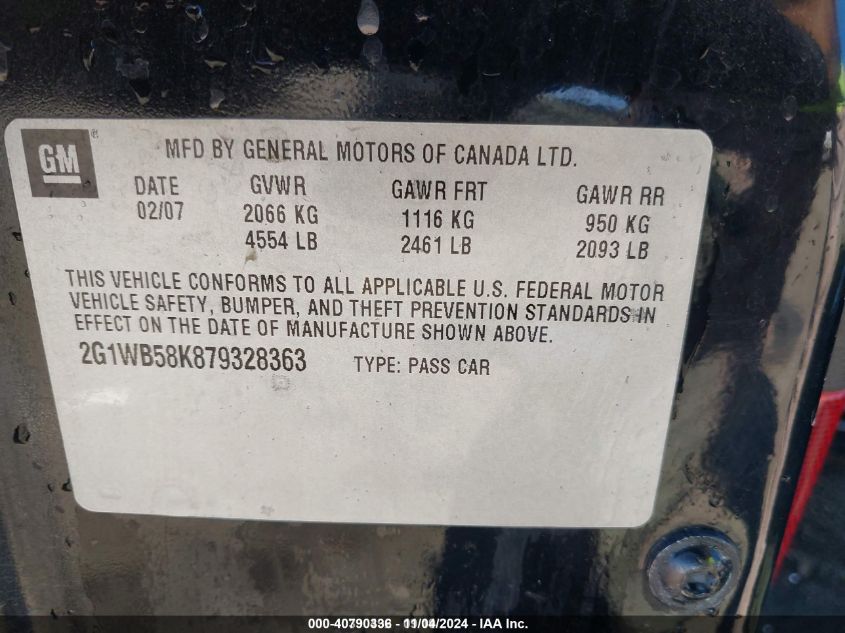 GM ® MFD BY GENERAL MOTORS OF CANADA LTD.
DATE GVWR GAWR FRT GAWR RR
02/07 2066 KG 1116 KG 950 KG
4554 LB 2461 LB 2093 LB
THIS VEHICLE CONFORMS TO ALL APPLICABLE U.S. FEDERAL MOTOR
VEHICLE SAFETY, BUMPER, AND THEFT PREVENTION STANDARDS IN
EFFECT ON THE DATE OF MANUFACTURE SHOWN ABOVE.
2G1WB58K879328363 TYPE: PASS CAR
000-40790336 - 11/04/2024 - IAA Inc.